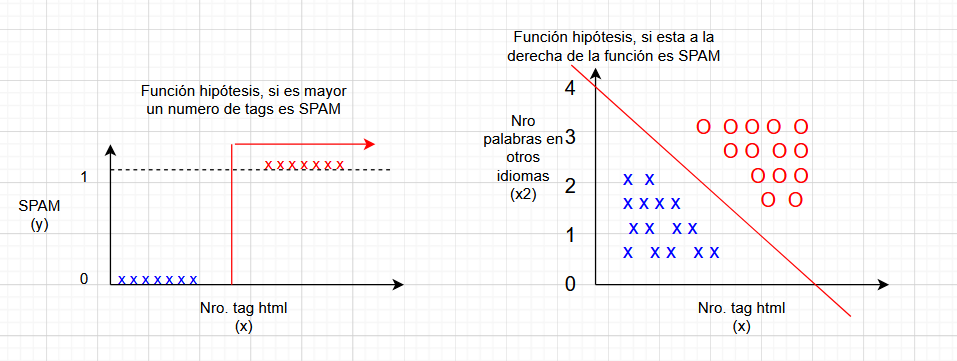 Función hipótesis, si es mayor
un numero de tags es SPAM
1
SPAM
(y)
0
x x x x x x x
x x x x x x x
Nro. tag html
(x)
Función hipótesis, si esta a la
derecha de la función es SPAM
4
Nro
palabras en
otros
idiomas
(x2)
3
2
1
0
O O O O O
O O O O
O O O
O O
x x
x x x x
x x x x
x x x x x
Nro. tag html
(x)